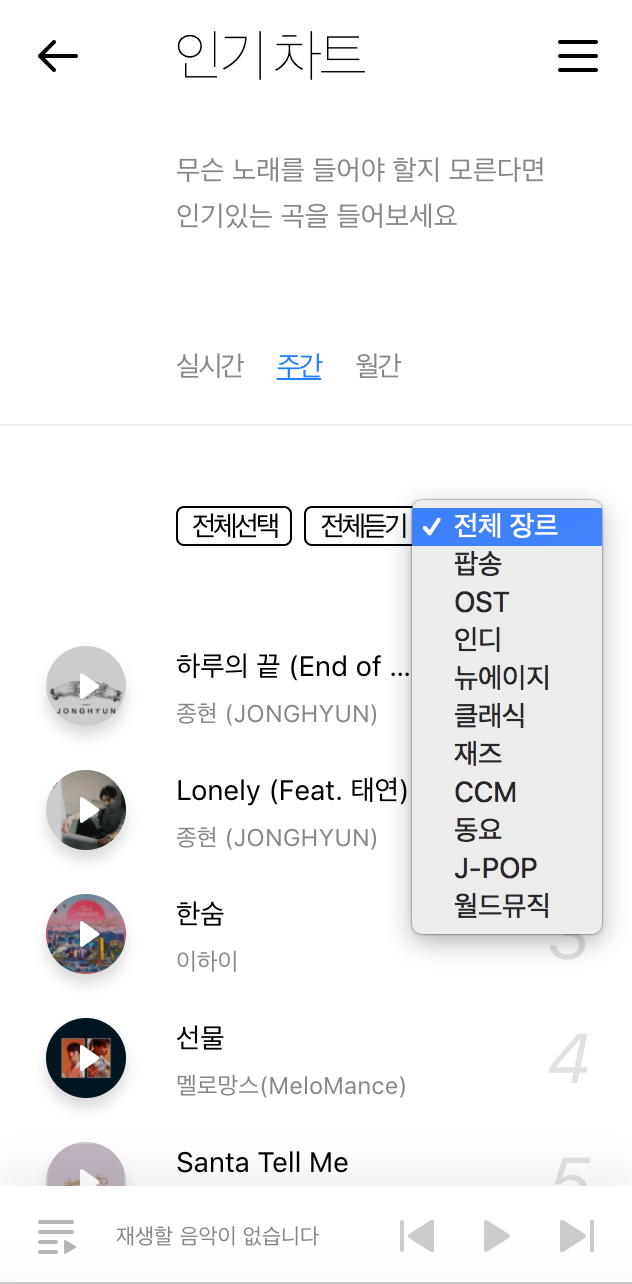 인기 차트
무슨 노래를 들어야 할지 모른다면
인기있는 곡을 들어보세요
실시간 주간 월간
전체선택 전체듣기
전체 장르
팝송
OST
인디
뉴에이지
클래식
재즈
CCM
동요
J-POP
월드뮤직
하루의 끝 (End of ...
종현 (JONGHYUN)
JONGHYUN
Lonely (Feat. 태연)
종현 (JONGHYUN)
한숨
이하이
3
선물
멜로망스(MeloMance)
4
Santa Tell Me
5
재생할 음악이 없습니다